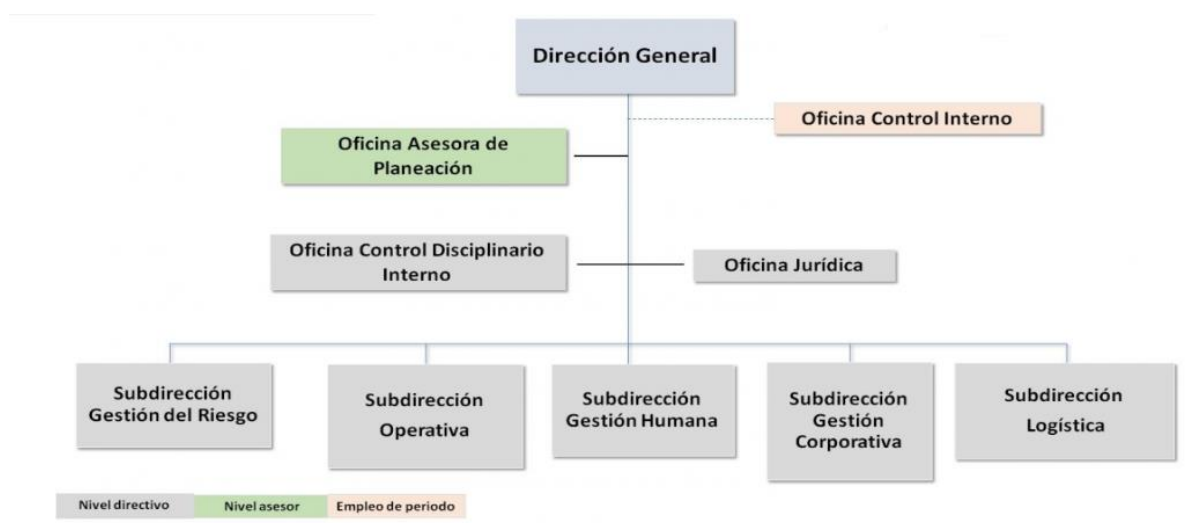 Dirección General
Oficina Control Interno
Oficina Asesora de
Planeación
Oficina Control Disciplinario
Interno
Oficina Jurídica
Subdirección
Gestión del Riesgo
Subdirección
Operativa
Subdirección
Gestión Humana
Subdirección
Gestión
Corporativa
Subdirección
Logística
Nivel directivo
Nivel asesor
Empleo de periodo